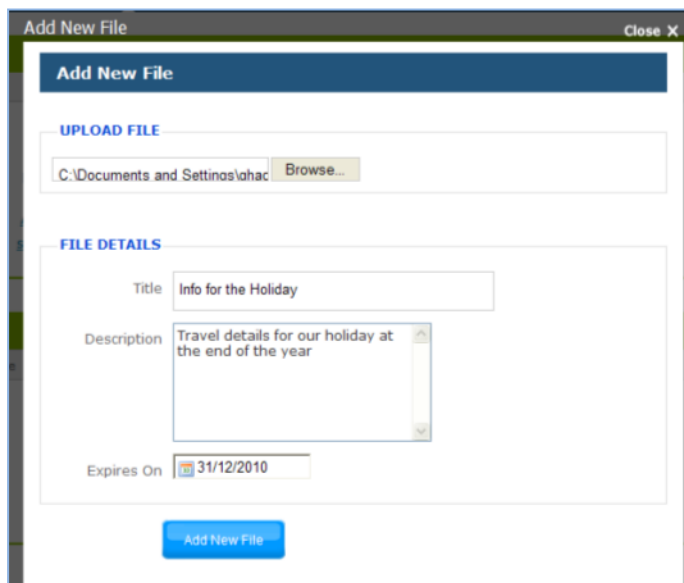 Add New File
Close X
Add New File
UPLOAD FILE
C:\Documents and Settings\ghac
Browse...
FILE DETAILS
Title
Info for the Holiday
Description
Travel details for our holiday at
the end of the year
Expires On
31/12/2010
Add New File